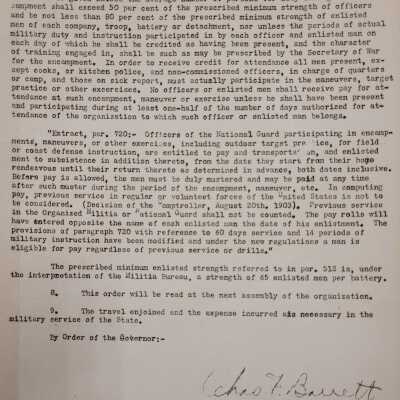 campment shall exceed 50 per cent of the prescribed minimum strength of officers
and be not less than 80 per cent of the prescribed minimum strength of enlisted
men of each company, troop, battery or detachment, nor unless the periods of actual
military duty and instruction participated in by each officer and enlisted man on
each day of which he shall be credited as having been present, and the character
of training engaged in, shall be such as may be prescribed by the Secretary of War
for the encampment. In order to receive credit for attendance all men present, ex-
cept cooks, or kitchen police, and non-commissioned officers, in charge of quarters
or camp, and those on sick report, must actually participate in the maneuvers, target
practice or other excercises. No officers or enlisted men shall receive pay for at-
tendance at such encampment, maneuver or exercise unless he shall have been present
and participating during at least one-half of the number of days authorized for at-
tendance of the organization to which such officer or enlisted man belongs.
"Extract, par. 720:- Officers of the National Guard participating in encamp-
ments, maneuvers, or other exercises, including outdoor target practice, for field
or coast defense instruction, are entitled to pay and transportation, and enlisted
ment to subsistence in addition thereto, from the date they start from their home
rendezvous until their return thereto as determined in advance, both dates inclusive.
Before pay is allowed, the men must be duly mustered and may be paid at any time
after such muster during the period of the encampment, maneuver, etc. In computing
pay, previous service in regular or volunteer forces of the United States is not to
be considered. (Decision of the Comptroller, August 20th, 1903). Previous service
in the Organized Militia or National Guard shall not be counted. The pay rolls will
have entered opposite the name of each enlisted man the date of his enlistment. The
provisions of paragraph 720 with reference to 60 days service and 14 periods of
military instruction have been modified and under the new regulations a man is
eligible for pay regardless of previous service or drills."
The prescribed minimum enlisted strength referred to in par. 512 is, under
the interpretation of the Militia Bureau, a strength of 65 enlisted men per battery.
8. This order will be read at the next assembly of the organization.
9. The travel enjoined and the expense incurred is necessary in the
military service of the State.
By Order of the Governor:-
Chas F. Barrett